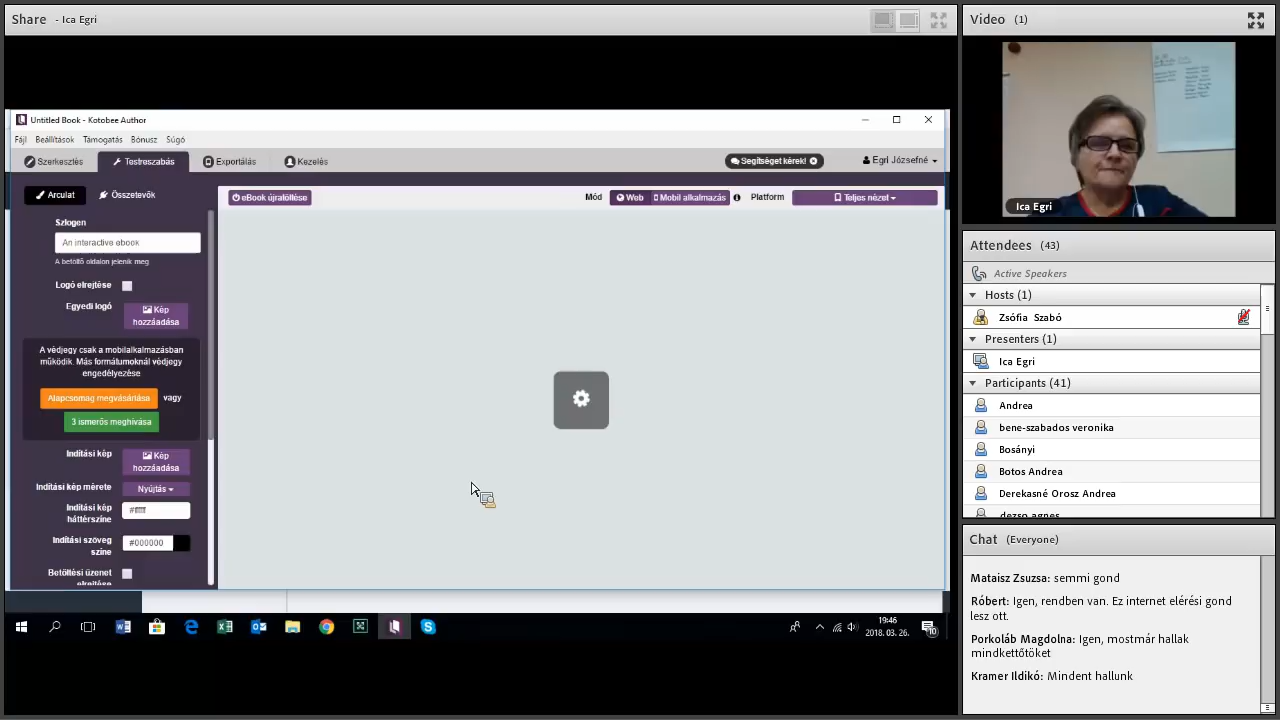 Share - Ica Egri
Untitled Book - Kotobee Author
Fájl Beállítások Támogatás Bónusz Súgó
Szerkesztés Testreszabás Exportálás Kezelés Segítséget kérek! Egri Józsefné
Arculat Összetevők
eBook újratöltése Mód Web Mobil alkalmazás Platform Teljes nézet
Szlogen
An interactive ebook
A betöltő oldalon jelenik meg
Logó elrejtése
Egyedi logó
Kép
hozzáadása
A védjegy csak a mobilalkalmazásban
működik. Más formátumoknál védjegy
engedélyezése
Alapcsomag megvásárlása vagy
3 ismerős meghívása
Indítási kép
Kép
hozzáadása
Indítási kép mérete Nyújtás
Indítási kép
háttérszíne
#ffffff
Indítási szöveg
színe
#000000
Betöltési üzenet
elrejtése
19:46
2018. 03. 26.
10
Video (1)
Ica Egri
Attendees (43)
Active Speakers
Hosts (1)
Zsófia Szabó
Presenters (1)
Ica Egri
Participants (41)
Andrea
bene-szabados veronika
Bosányi
Botos Andrea
Derekasné Orosz Andrea
dezso agnes
Chat (Everyone)
Mataisz Zsuzsa: semmi gond
Róbert: Igen, rendben van. Ez internet elérési gond
lesz ott.
Porkoláb Magdolna: Igen, mostmár hallak
mindkettőtöket
Kramer Ildikó: Mindent hallunk